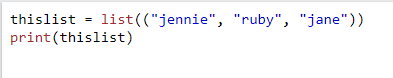 thislist = list(("jennie", "ruby", "jane"))
print(thislist)